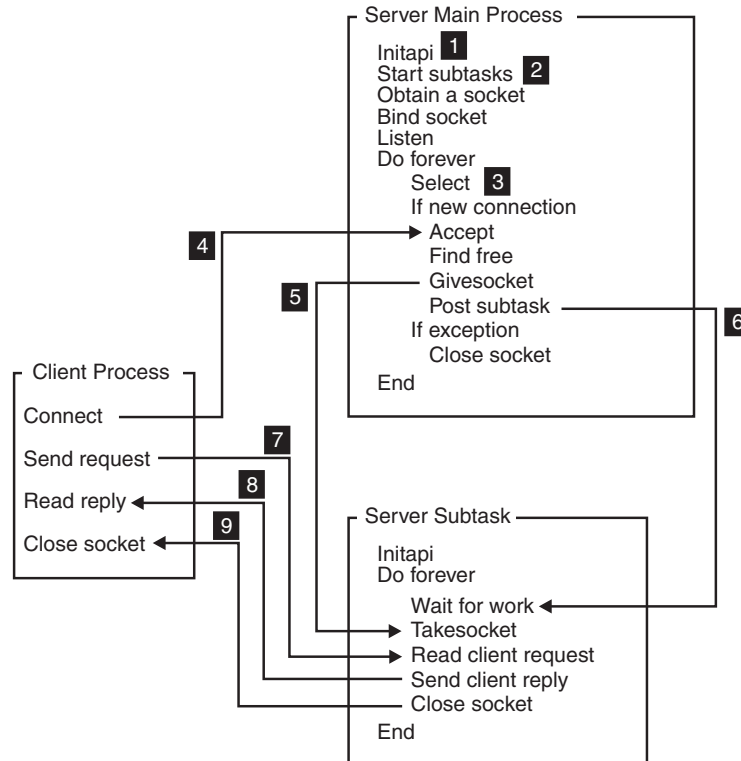 Server Main Process
Initapi 1
Start subtasks 2
Obtain a socket
Bind socket
Listen
Do forever
Select 3
If new connection
4
Accept
Find free
5
Givesocket
Post subtask
6
If exception
Close socket
End
Client Process
Connect
7
Send request
8
Read reply
9
Close socket
Server Subtask
Initapi
Do forever
Wait for work
Takesocket
Read client request
Send client reply
Close socket
End